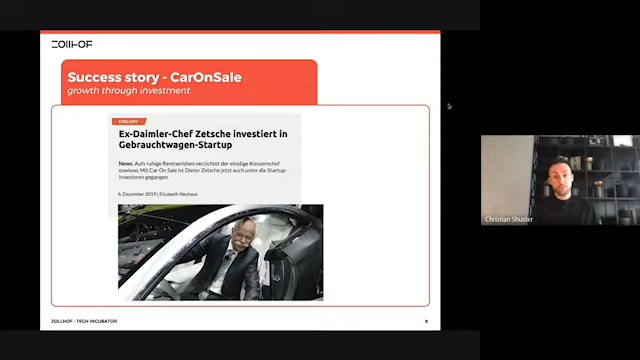 ZOLLHOF
Success story - CarOnSale
growth through investment
EXKLUSIV
Ex-Daimler-Chef Zetsche investiert in
Gebrauchtwagen-Startup
News. Aufs ruhige Rentnerleben verzichtet der einstige Konzernchef
sowieso. Mit Car On Sale ist Dieter Zetsche jetzt auch unter die Startup-
Investoren gegangen.
6. Dezember 2019 | Elisabeth Neuhaus
Christian Shuster
ZOLLHOF - TECH INCUBATOR
8